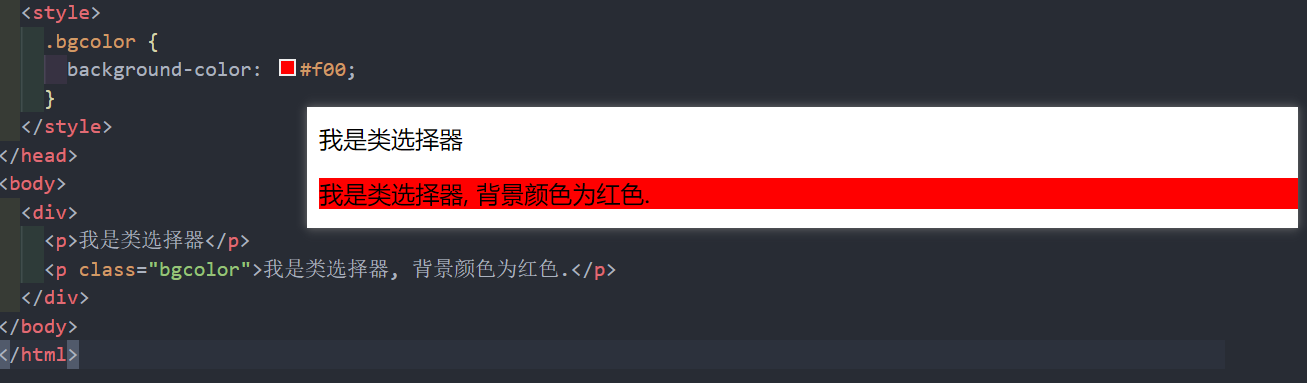 <style>
.bgcolor {
background-color: #f00;
}
</style>
</head>
<body>
<div>
<p>我是类选择器</p>
<p class="bgcolor">我是类选择器, 背景颜色为红色.</p>
</div>
</body>
</html>
我是类选择器
我是类选择器, 背景颜色为红色.